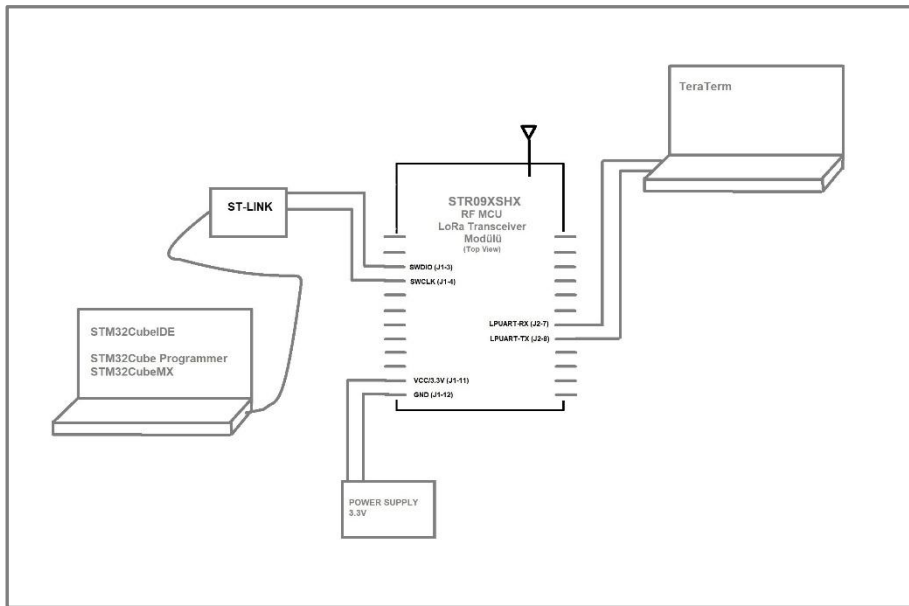 TeraTerm
ST-LINK
STR09XSHX
RF MCU
LoRa Transceiver
Modülü
(Top View)
SWDIO (J1-3)
SWCLK (J1-4)
LPUART-RX (J2-7)
LPUART-TX (J2-8)
STM32CubeIDE
STM32Cube Programmer
STM32CubeMX
VCC/3.3V (J1-11)
GND (J1-12)
POWER SUPPLY
3.3V